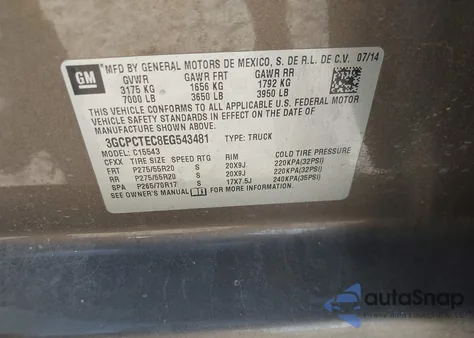 GM
MFD BY GENERAL MOTORS DE MEXICO, S. DE R.L. DE C.V. 07/14
GVWR GAWR FRT GAWR RR
3175 KG 1656 KG 1792 KG
7000 LB 3650 LB 3950 LB
THIS VEHICLE CONFORMS TO ALL APPLICABLE U.S. FEDERAL MOTOR
VEHICLE SAFETY STANDARDS IN EFFECT ON THE DATE OF
MANUFACTURE SHOWN ABOVE.
3GCPCTEC8EG543481 TYPE: TRUCK
MODEL: C15543
CFXX TIRE SIZE SPEED RTG RIM COLD TIRE PRESSURE
FRT P275/55R20 S 20X9J 220KPA(32PSI)
RR P275/55R20 S 20X9J 220KPA(32PSI)
SPA P265/70R17 S 17X7.5J 240KPA(35PSI)
SEE OWNER'S MANUAL
autoSnap